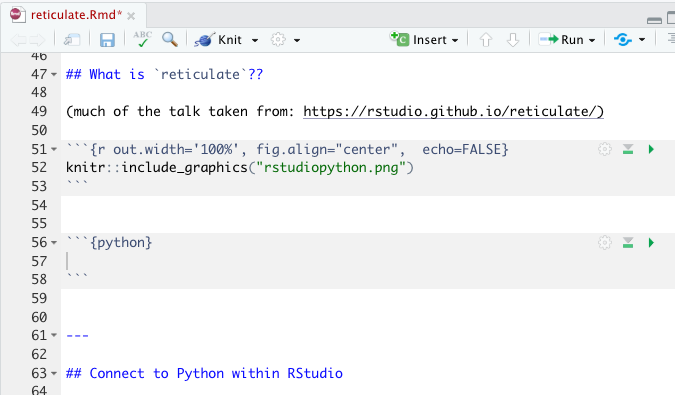 reticulate.Rmd*
ABC
Knit
Insert
Run
46
47 ## What is `reticulate`??
48
49 (much of the talk taken from: https://rstudio.github.io/reticulate/)
50
51 ```{r out.width='100%', fig.align="center",  echo=FALSE}
52 knitr::include_graphics("rstudiopython.png")
53 ```
54
55
56 ```{python}
57
58 ```
59
60
61 ---
62
63 ## Connect to Python within RStudio
64